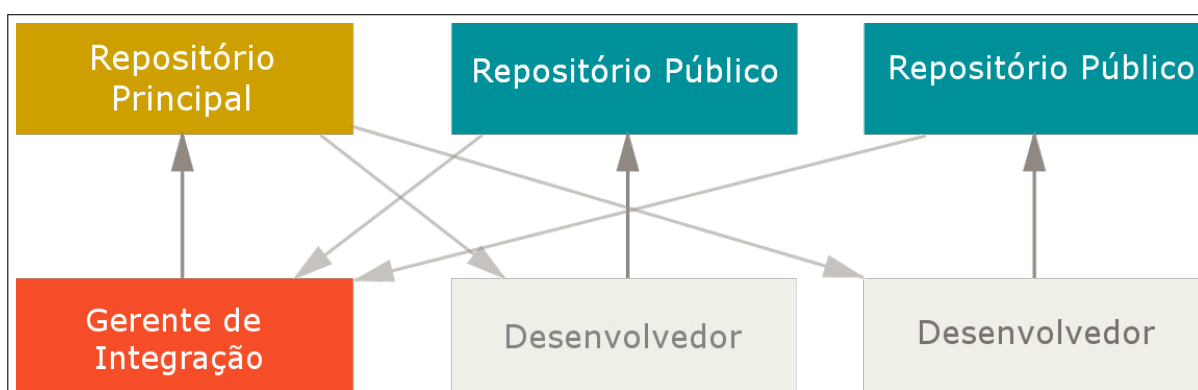 Repositório
Principal
Repositório Público
Repositório Público
Gerente de
Integração
Desenvolvedor
Desenvolvedor